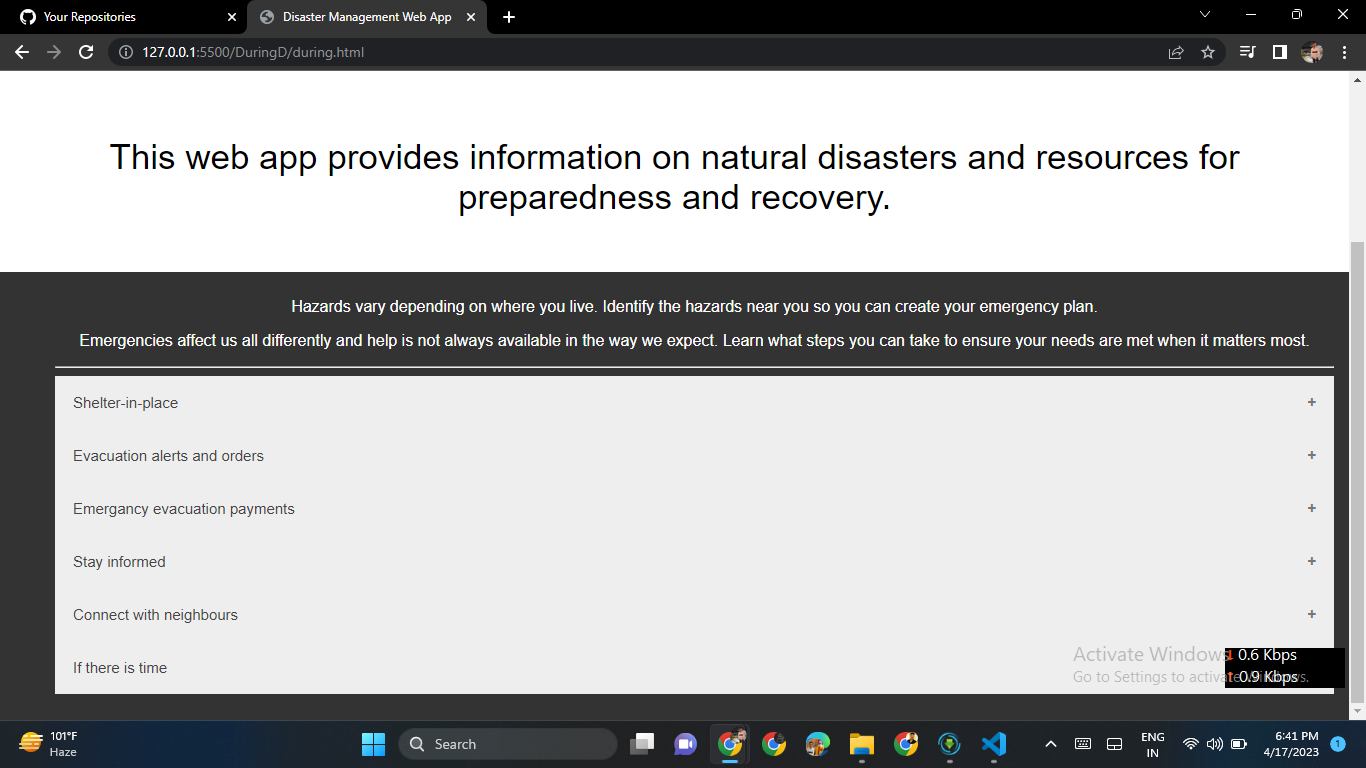 Your Repositories
Disaster Management Web App
127.0.0.1:5500/DuringD/during.html
This web app provides information on natural disasters and resources for
preparedness and recovery.
Hazards vary depending on where you live. Identify the hazards near you so you can create your emergency plan.
Emergencies affect us all differently and help is not always available in the way we expect. Learn what steps you can take to ensure your needs are met when it matters most.
Shelter-in-place +
Evacuation alerts and orders +
Emergancy evacuation payments +
Stay informed +
Connect with neighbours +
If there is time
Activate Windows
Go to Settings to activate Windows.
0.6 Kbps
0.9 Kbps
101°F
Haze
Search
ENG
IN
6:41 PM
4/17/2023
1